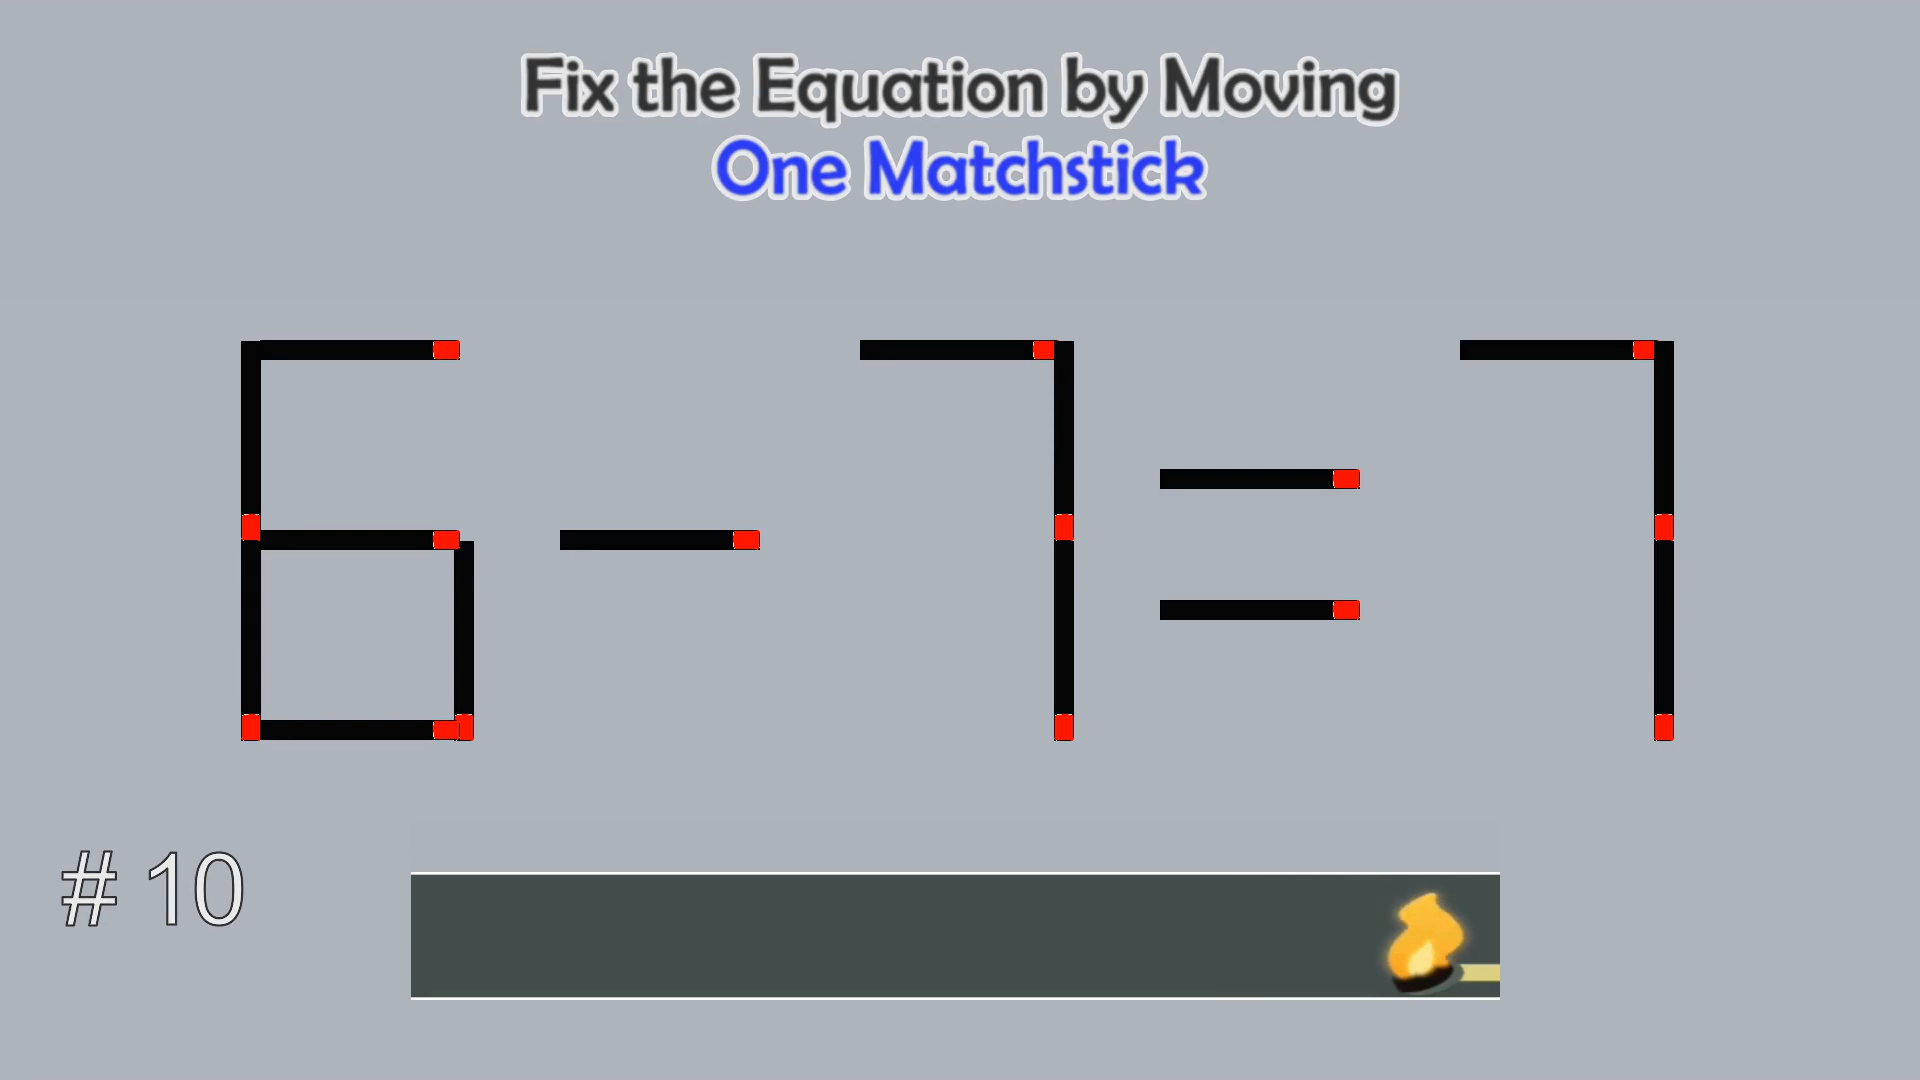 Fix the Equation by Moving
One Matchstick
6 - 7 = 7
# 10